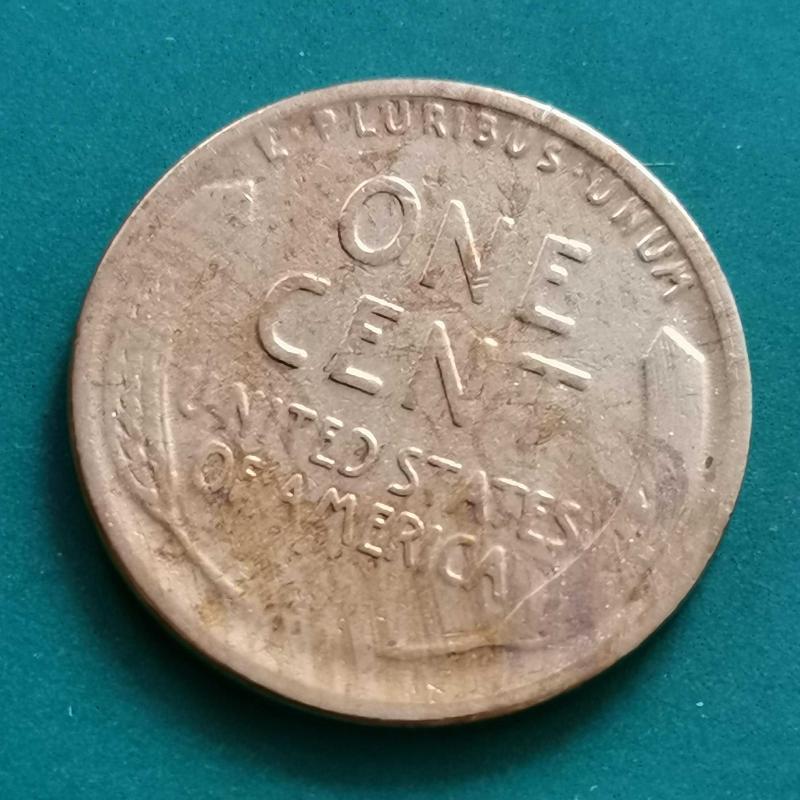 E·PLURIBUS·UNUM
ONE
CENT
UNITED STATES
OF AMERICA